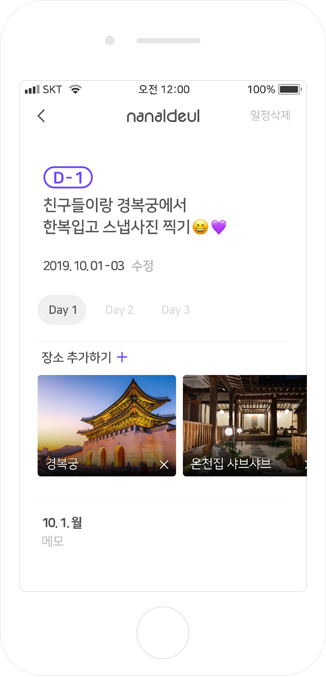 SKT 오전 12:00 100%
nanaldeul 일정삭제
D-1
친구들이랑 경복궁에서
한복입고 스냅사진 찍기😆💜
2019.10.01-03 수정
Day 1 Day 2 Day 3
장소 추가하기 +
경복궁 ×
온천집 샤브샤브
10.1.월
메모